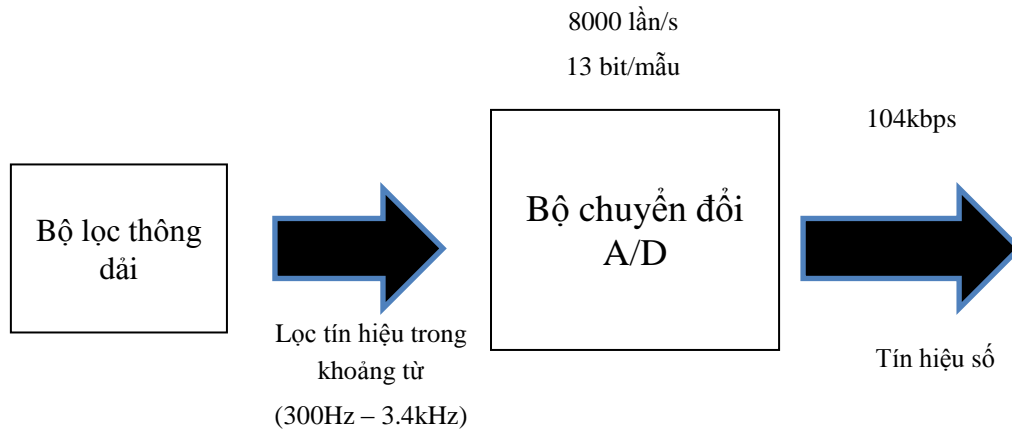 8000 lần/s
13 bit/mẫu
104kbps
Bộ lọc thông
dải
Bộ chuyển đổi
A/D
Lọc tín hiệu trong
khoảng từ
(300Hz – 3.4kHz)
Tín hiệu số